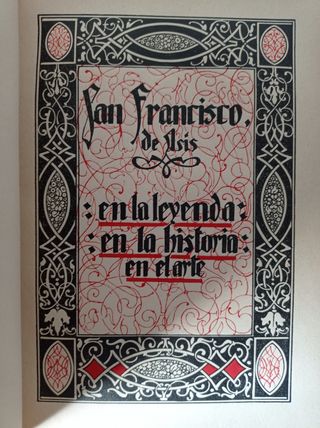 San Francisco.
de Asis
: en la leyenda :
: en la historia :
en el arte